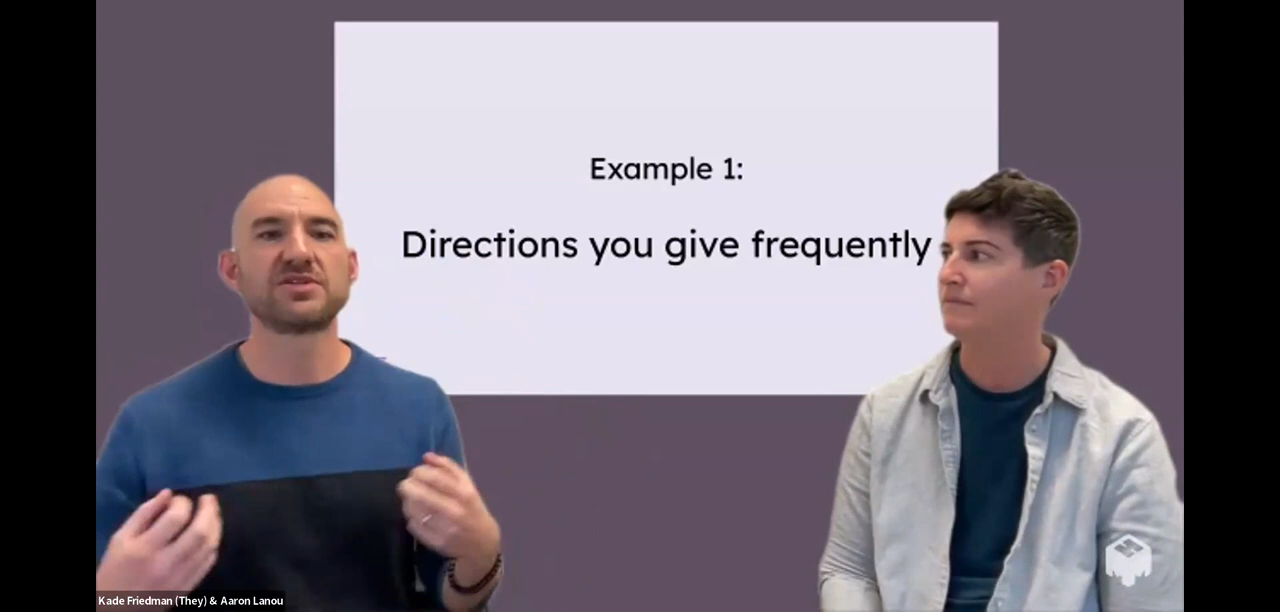 Example 1:
Directions you give frequently
Kade Friedman (They) & Aaron Lanou